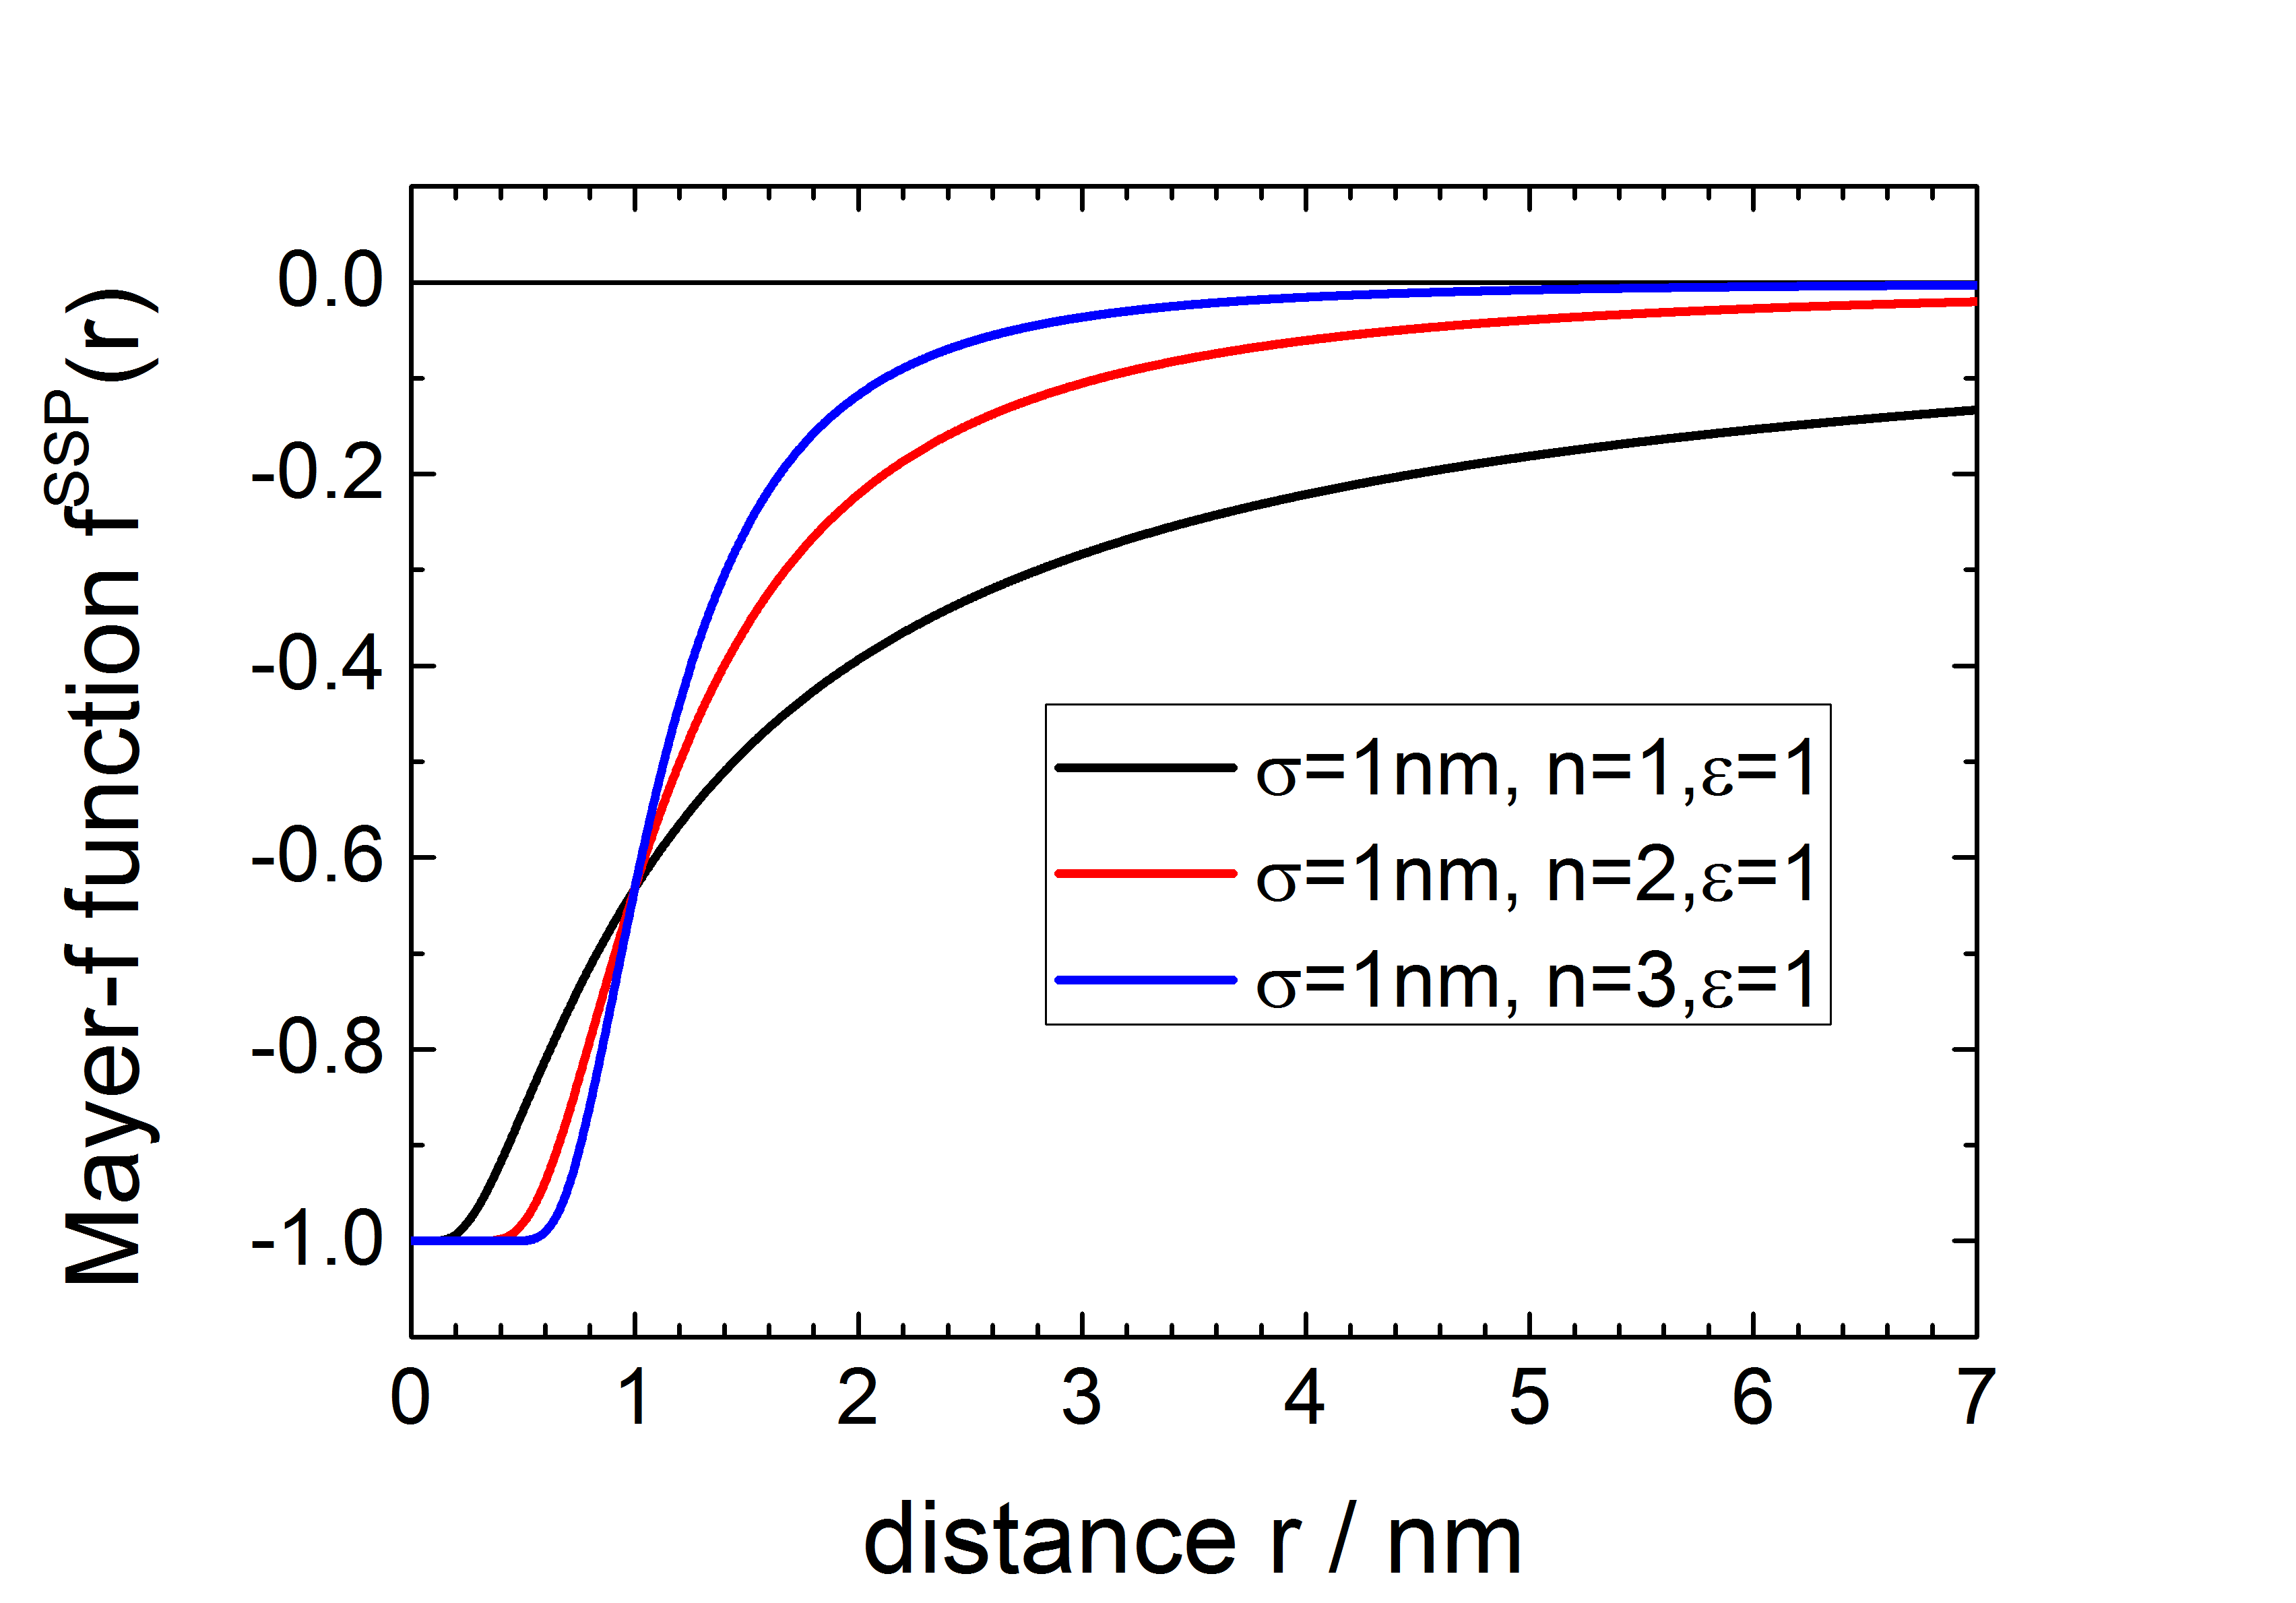 Mayer-f function f^SSP(r)
0.0
-0.2
-0.4
-0.6
-0.8
-1.0
σ=1nm, n=1,ε=1
σ=1nm, n=2,ε=1
σ=1nm, n=3,ε=1
0 1 2 3 4 5 6 7
distance r / nm